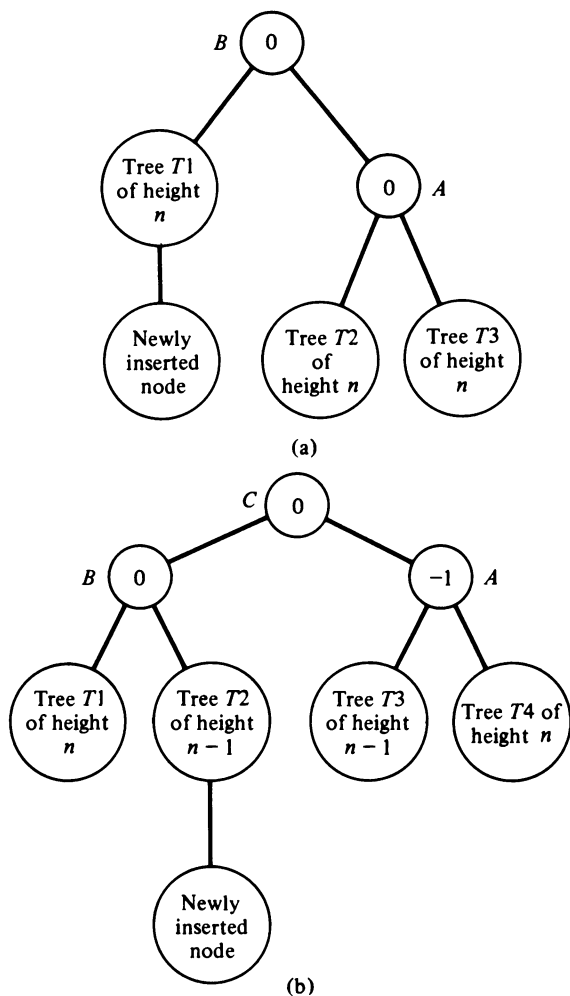 B 0
Tree T1
of height
n
0 A
Newly
inserted
node
Tree T2
of
height n
Tree T3
of height
n
(a)
C 0
B 0
−1 A
Tree T1
of height
n
Tree T2
of height
n − 1
Tree T3
of height
n − 1
Tree T4 of
height n
Newly
inserted
node
(b)